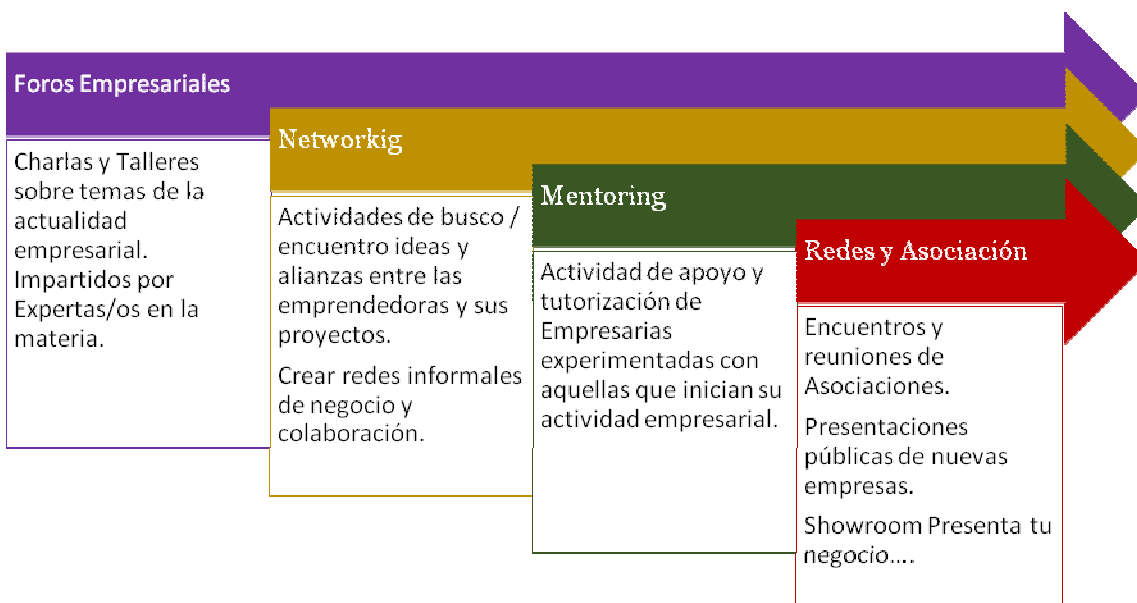 Foros Empresariales
Charlas y Talleres
sobre temas de la
actualidad
empresarial.
Impartidos por
Expertas/os en la
materia.
Networkig
Actividades de busco /
encuentro ideas y
alianzas entre las
emprendedoras y sus
proyectos.
Crear redes informales
de negocio y
colaboración.
Mentoring
Actividad de apoyo y
tutorización de
Empresarias
experimentadas con
aquellas que inician su
actividad empresarial.
Redes y Asociación
Encuentros y
reuniones de
Asociaciones.
Presentaciones
públicas de nuevas
empresas.
Showroom Presenta tu
negocio....